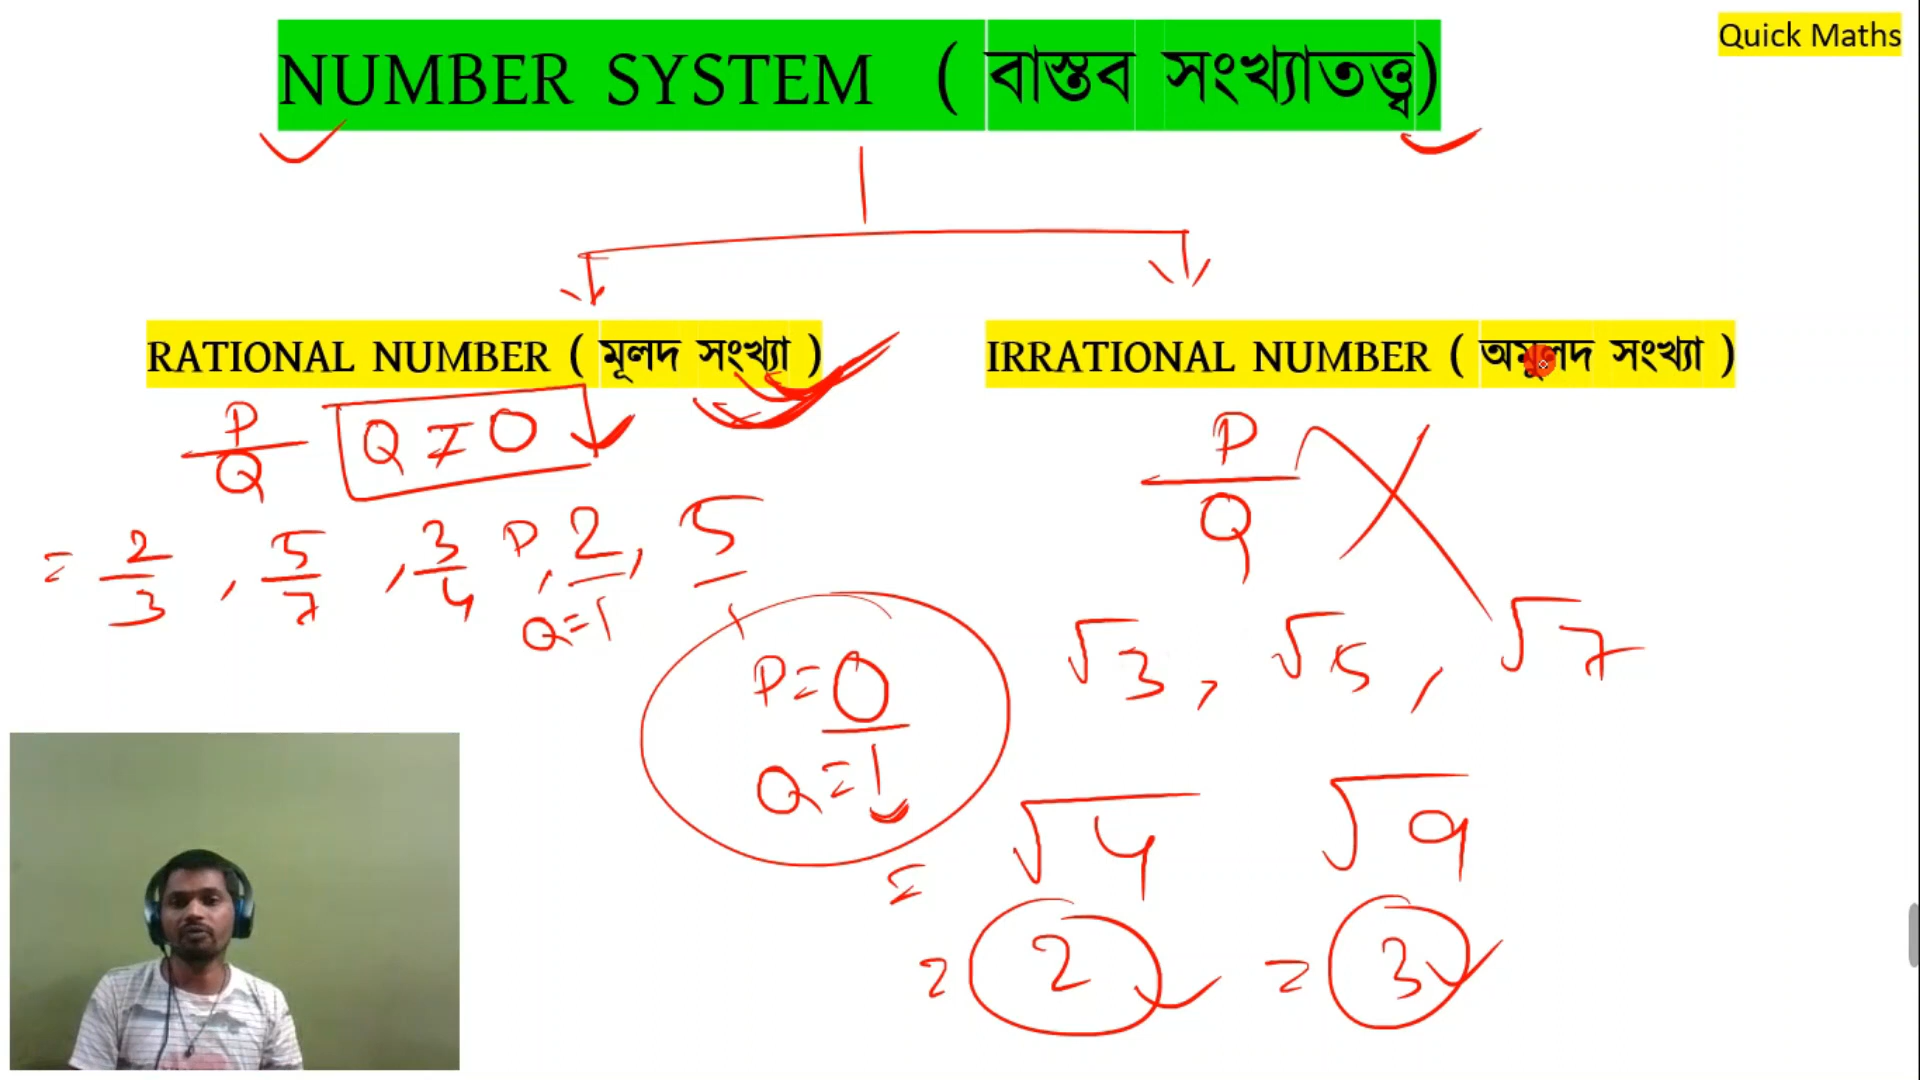 Quick Maths
NUMBER SYSTEM ( বাস্তব সংখ্যাতত্ত্ব)
RATIONAL NUMBER ( মূলদ সংখ্যা )
IRRATIONAL NUMBER ( অমূলদ সংখ্যা )
P/Q Q ≠ 0
P/Q
= 2/3 , 5/7 , 3/4 , P 2/Q=1 , 5/1
√3 , √5 , √7
P=0
Q=1
= √4 √9
= 2 = 3